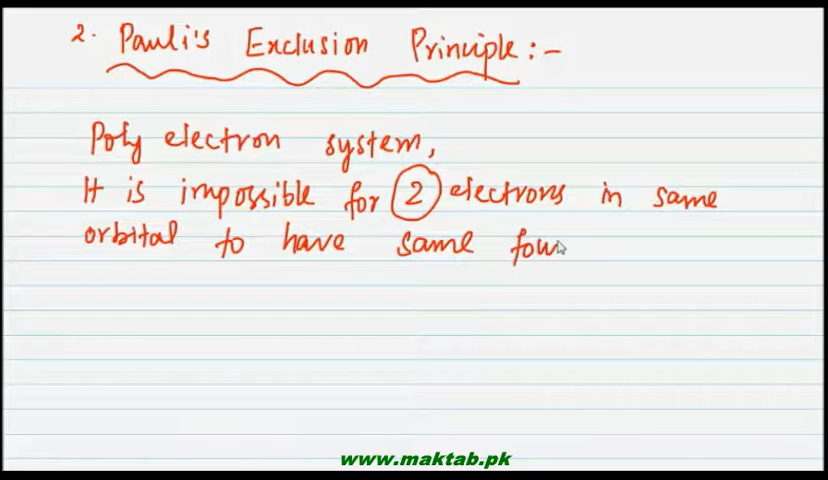 2. Pauli's Exclusion Principle :-
Poly electron system,
It is impossible for 2 electrons in same
orbital to have same fou
www.maktab.pk